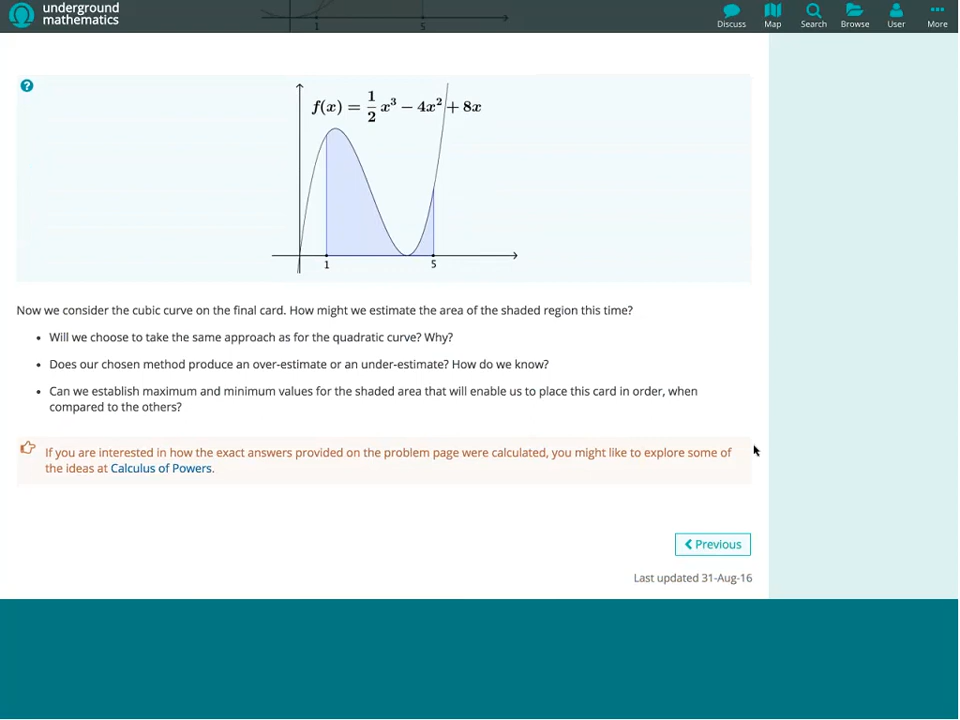 underground
mathematics
1 5
Discuss Map Search Browse User More
?
f(x) = 1/2 x³ − 4x² + 8x
1 5
Now we consider the cubic curve on the final card. How might we estimate the area of the shaded region this time?
• Will we choose to take the same approach as for the quadratic curve? Why?
• Does our chosen method produce an over-estimate or an under-estimate? How do we know?
• Can we establish maximum and minimum values for the shaded area that will enable us to place this card in order, when
compared to the others?
If you are interested in how the exact answers provided on the problem page were calculated, you might like to explore some of
the ideas at Calculus of Powers.
Previous
Last updated 31-Aug-16